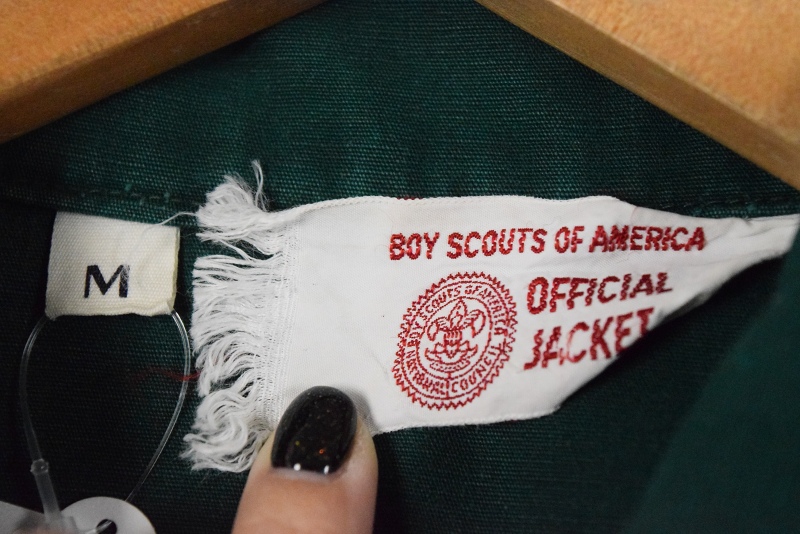 M
BOY SCOUTS OF AMERICA
OFFICIAL
JACKET
BOY SCOUTS OF AMERICA
NATIONAL COUNCIL